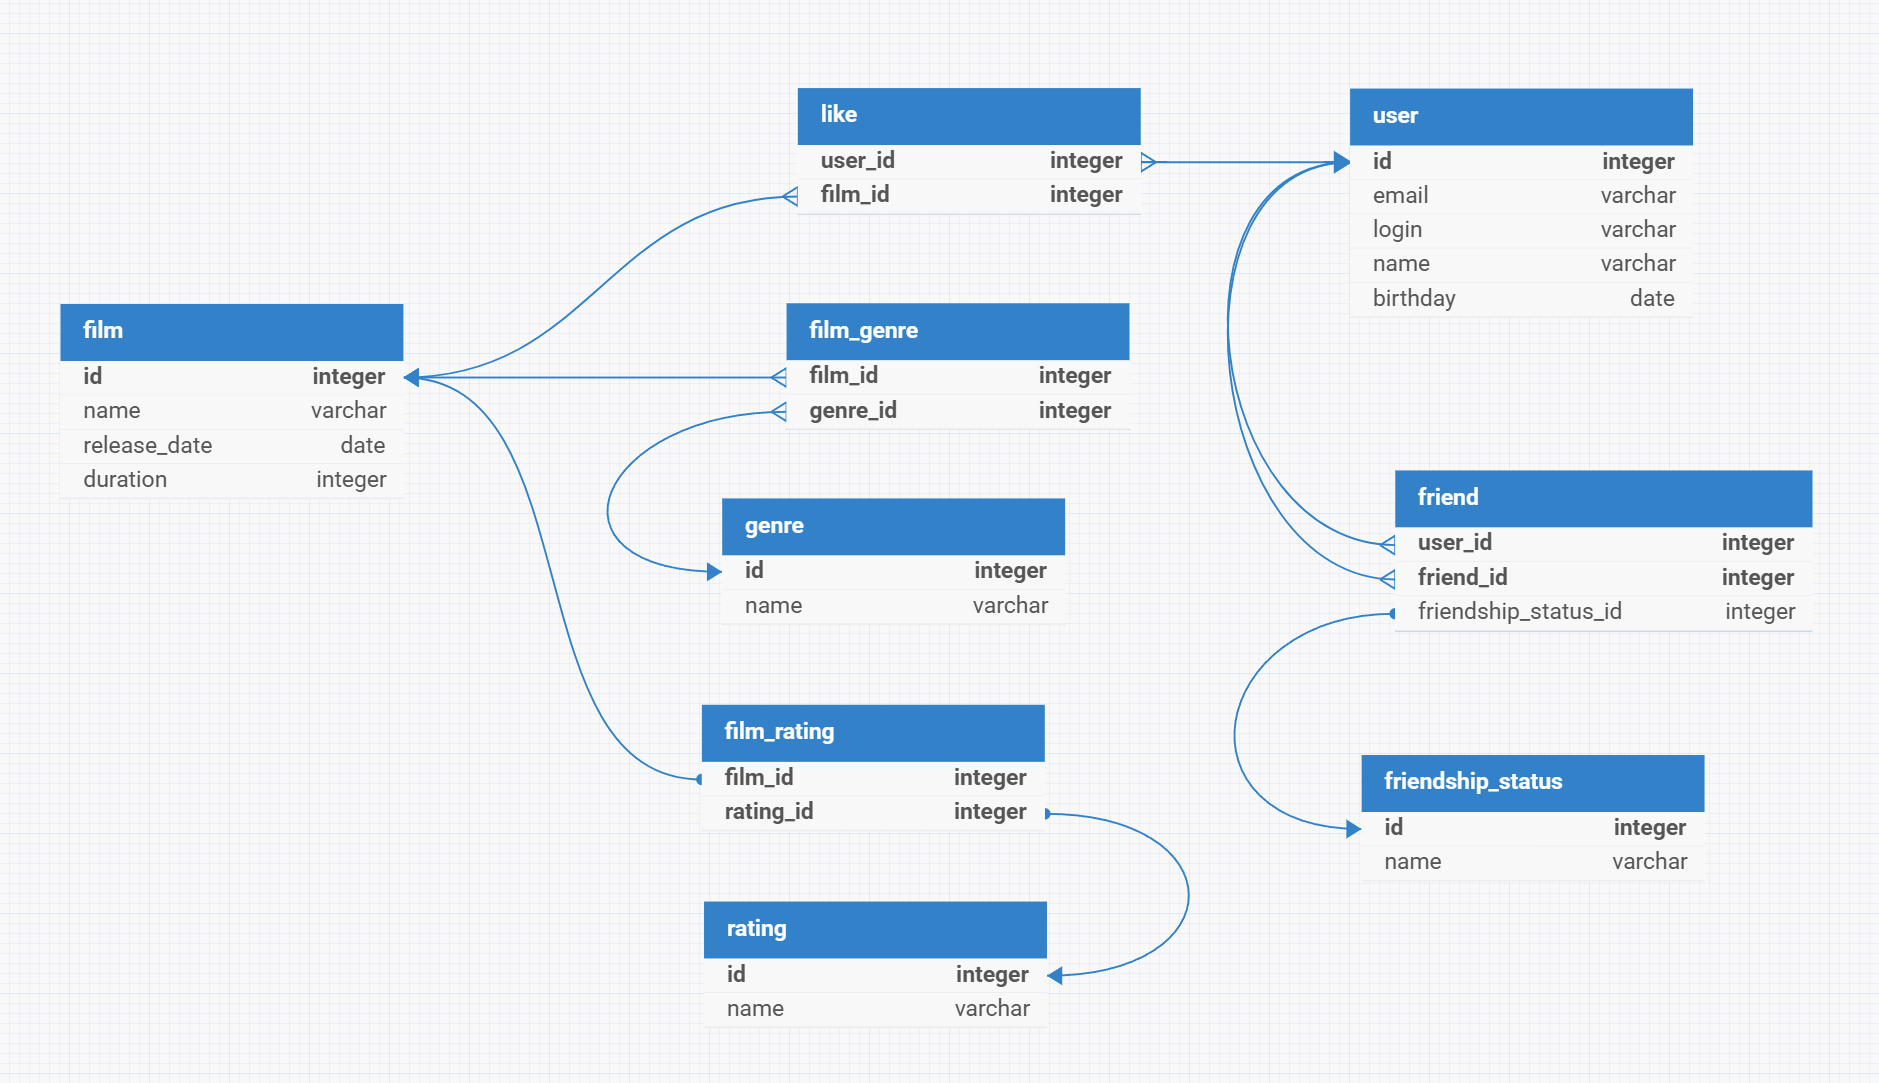 like
user_id integer
film_id integer
user
id integer
email varchar
login varchar
name varchar
birthday date
film
id integer
name varchar
release_date date
duration integer
film_genre
film_id integer
genre_id integer
genre
id integer
name varchar
friend
user_id integer
friend_id integer
friendship_status_id integer
film_rating
film_id integer
rating_id integer
friendship_status
id integer
name varchar
rating
id integer
name varchar